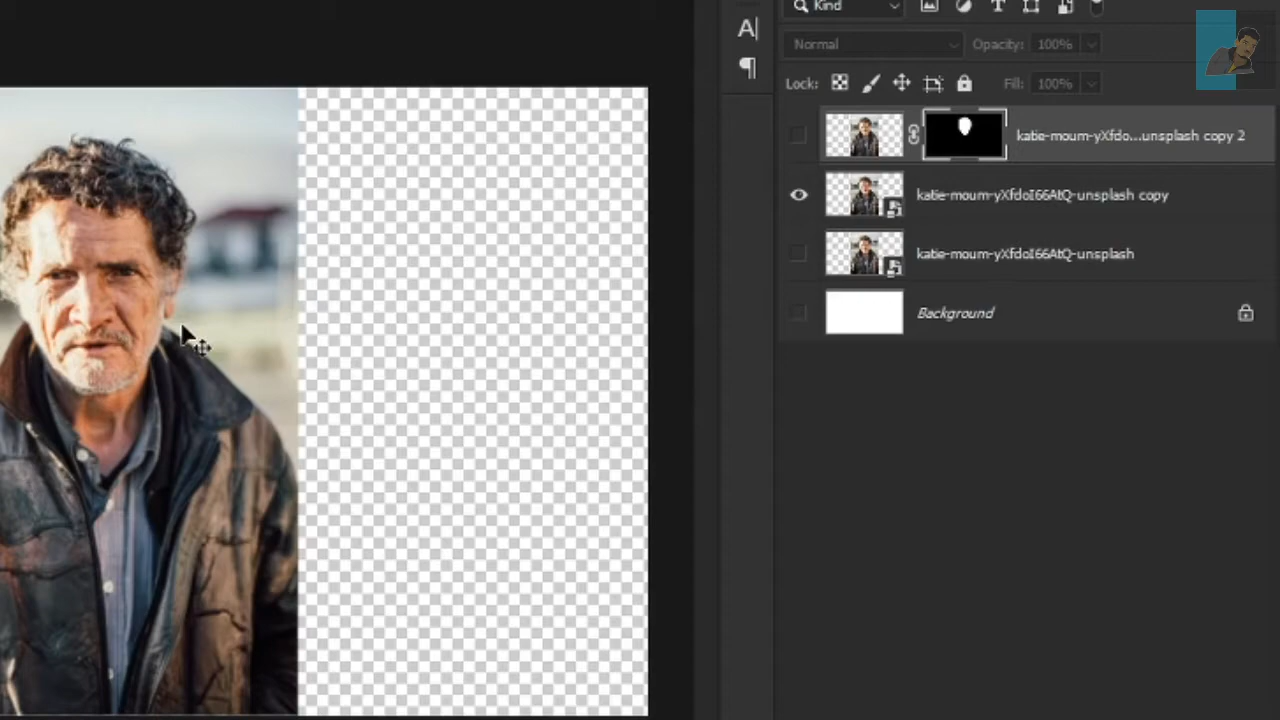 Kind
A|
Normal
Opacity: 100%
Lock:
Fill: 100%
katie-moum-yXfdo...unsplash copy 2
katie-moum-yXfdoI66AtQ-unsplash copy
katie-moum-yXfdoI66AtQ-unsplash
Background